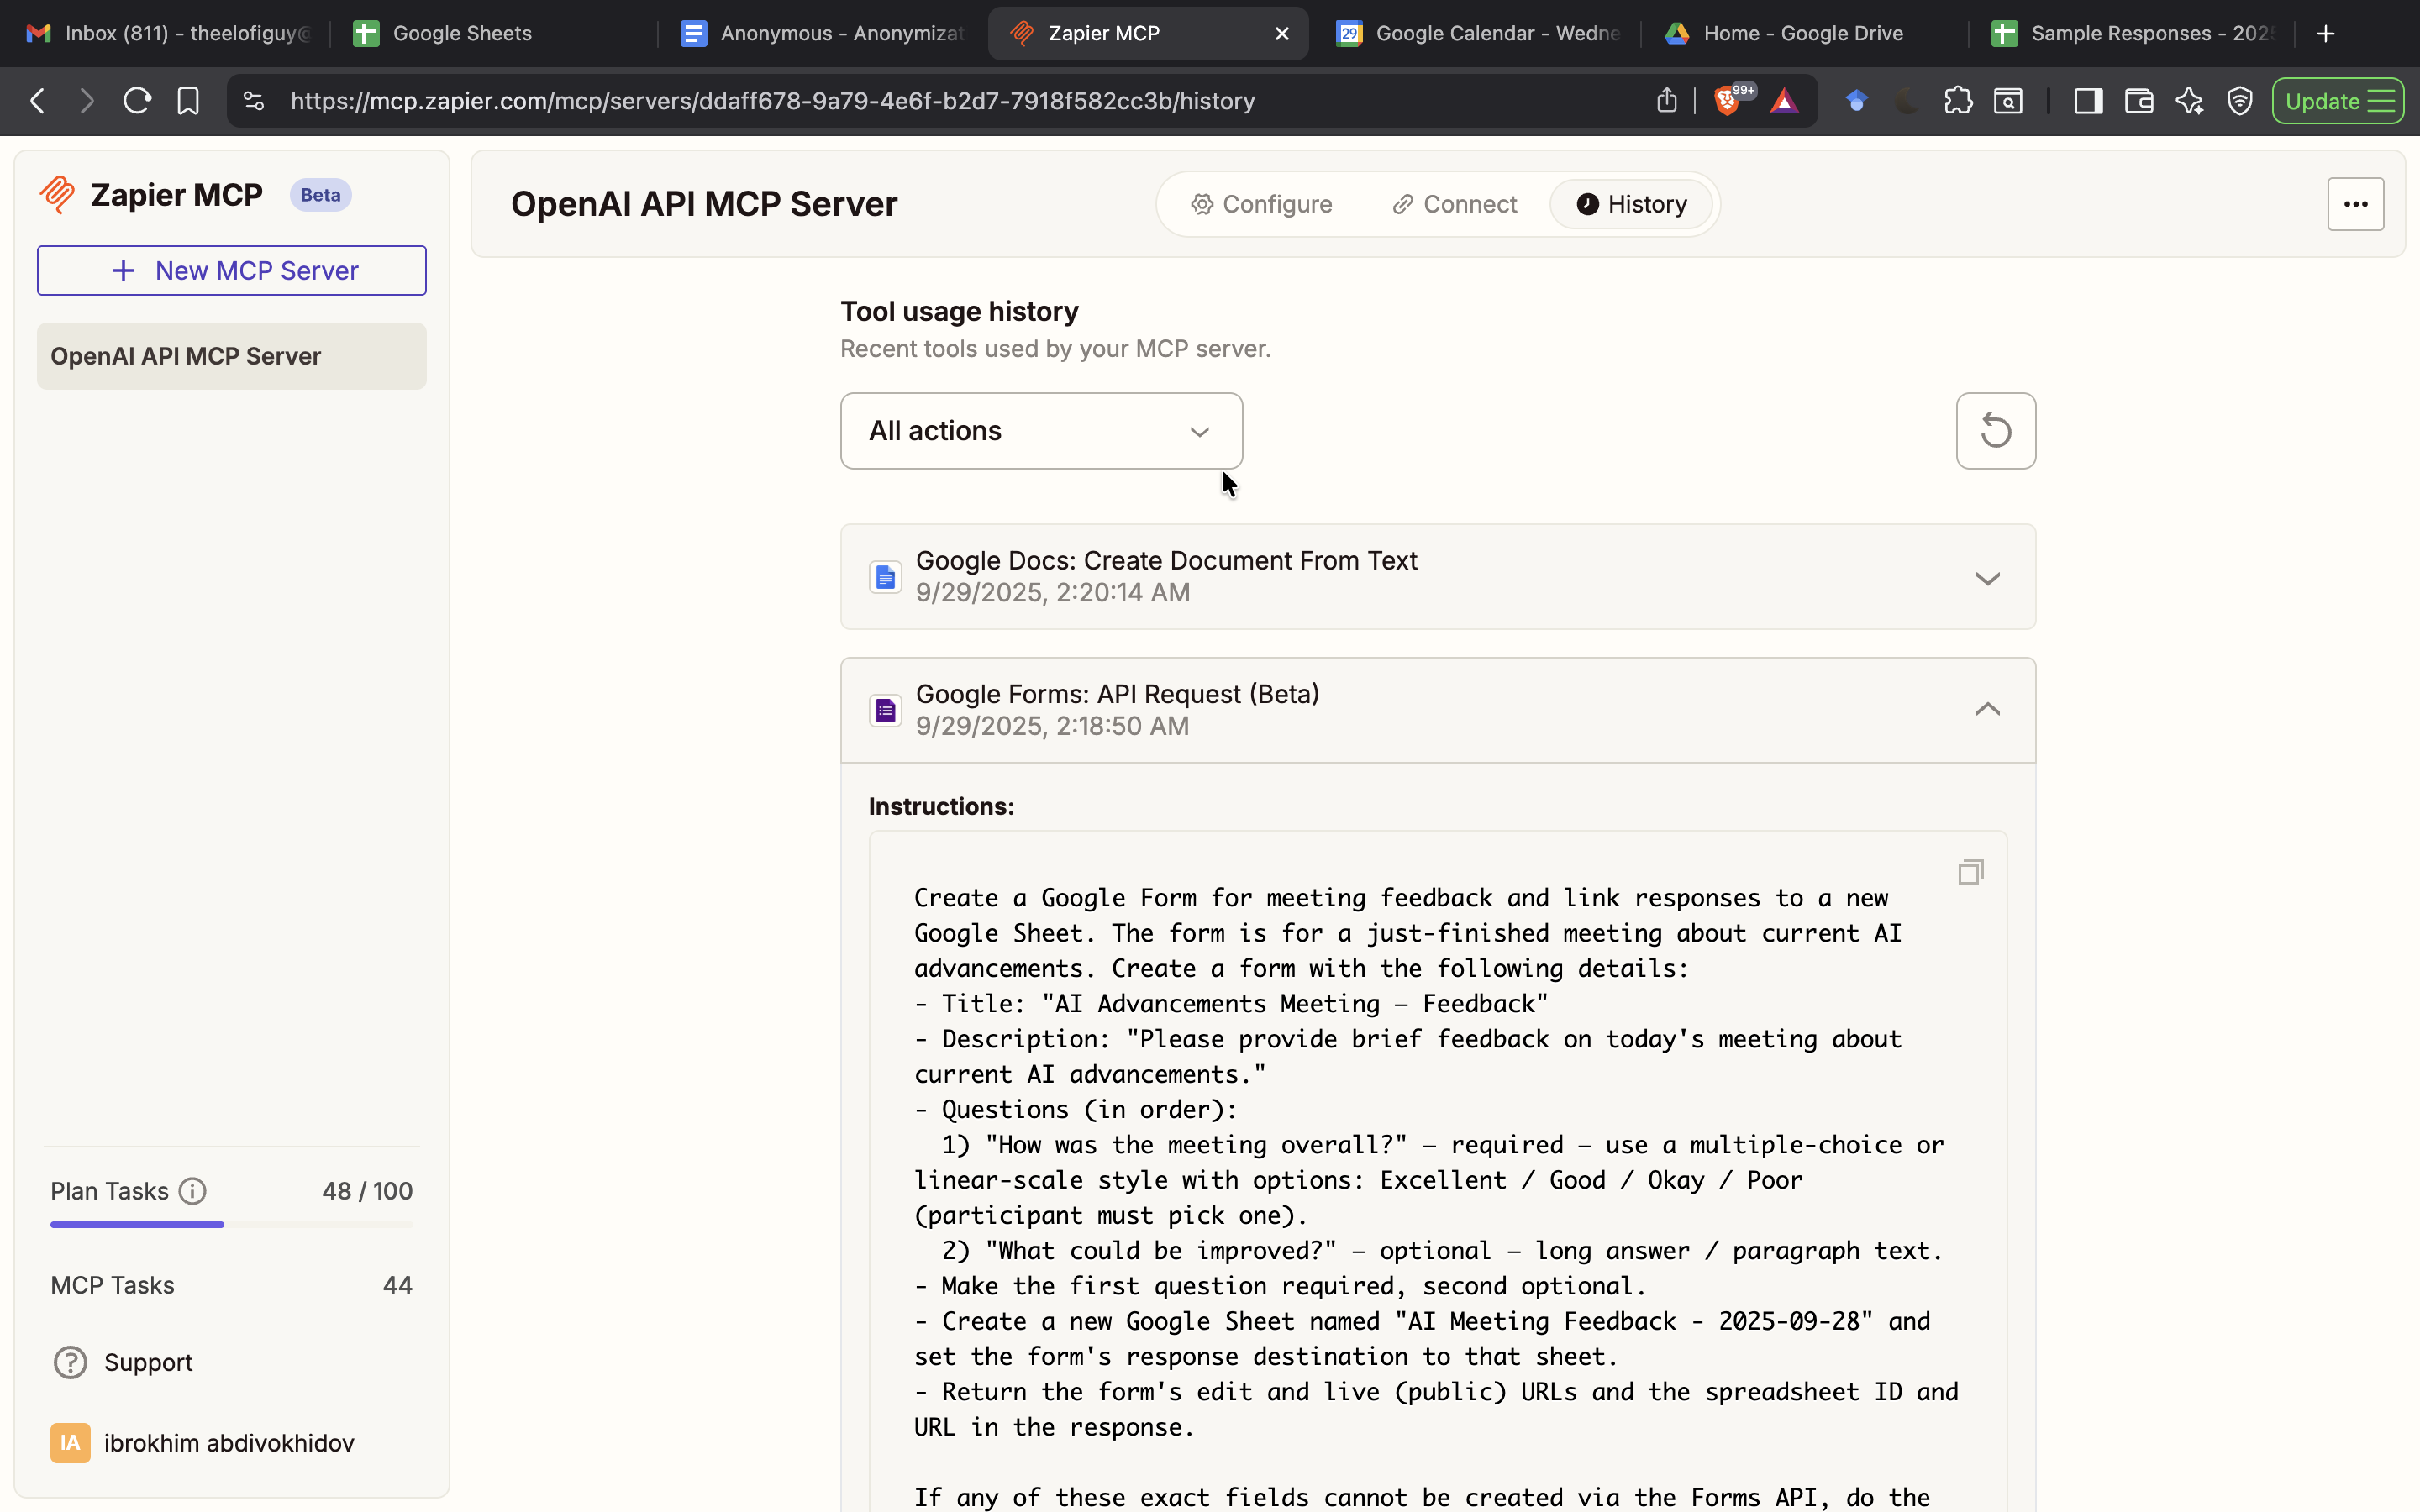 Inbox (811) - theelofiguy@
Google Sheets
Anonymous - Anonymizat
Zapier MCP
29
Google Calendar - Wedne
Home - Google Drive
Sample Responses - 202
https://mcp.zapier.com/mcp/servers/ddaff678-9a79-4e6f-b2d7-7918f582cc3b/history
99+
Update
Zapier MCP
Beta
+ New MCP Server
OpenAI API MCP Server
OpenAI API MCP Server
Configure
Connect
History
Tool usage history
Recent tools used by your MCP server.
All actions
Google Docs: Create Document From Text
9/29/2025, 2:20:14 AM
Google Forms: API Request (Beta)
9/29/2025, 2:18:50 AM
Instructions:
Create a Google Form for meeting feedback and link responses to a new
Google Sheet. The form is for a just-finished meeting about current AI
advancements. Create a form with the following details:
- Title: "AI Advancements Meeting — Feedback"
- Description: "Please provide brief feedback on today's meeting about
current AI advancements."
- Questions (in order):
1) "How was the meeting overall?" — required — use a multiple-choice or
linear-scale style with options: Excellent / Good / Okay / Poor
(participant must pick one).
2) "What could be improved?" — optional — long answer / paragraph text.
- Make the first question required, second optional.
- Create a new Google Sheet named "AI Meeting Feedback - 2025-09-28" and
set the form's response destination to that sheet.
- Return the form's edit and live (public) URLs and the spreadsheet ID and
URL in the response.
If any of these exact fields cannot be created via the Forms API, do the
Plan Tasks
48 / 100
MCP Tasks
44
Support
IA
ibrokhim abdivokhidov